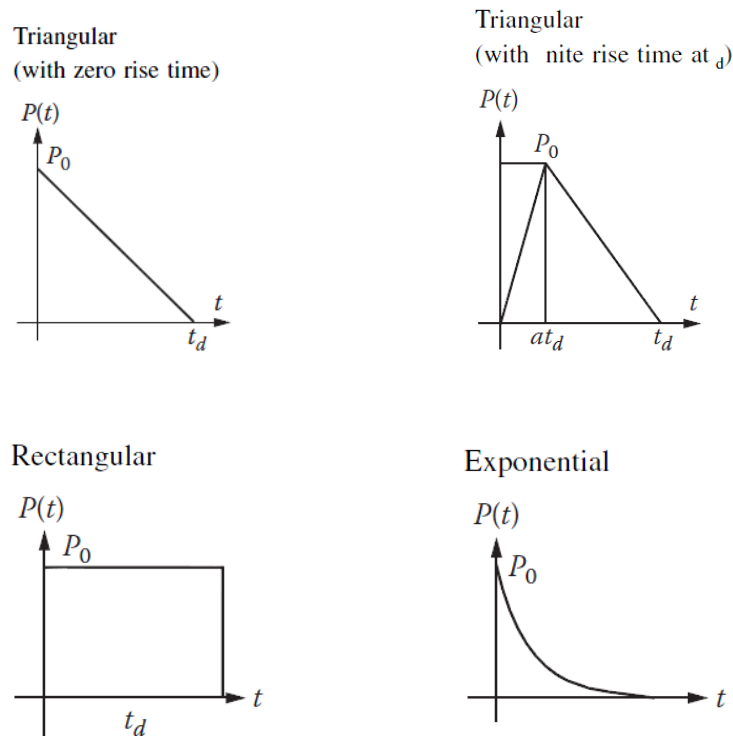 Triangular
(with zero rise time)
P(t)
P0
t
td
Triangular
(with nite rise time at d)
P(t)
P0
t
atd
td
Rectangular
P(t)
P0
t
td
Exponential
P(t)
P0
t